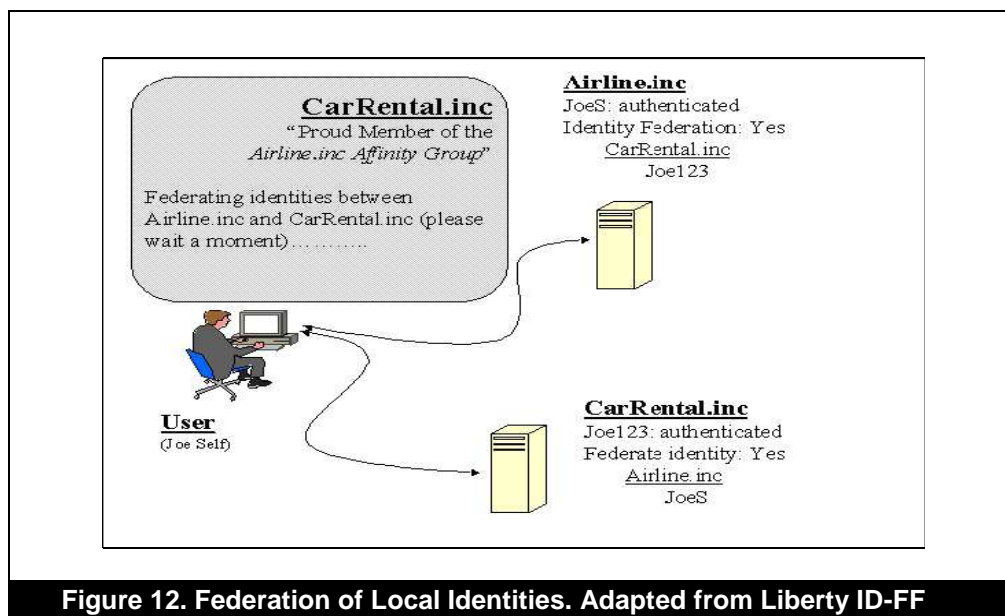 CarRental.inc
“Proud Member of the
Airline.inc Affinity Group”
Federating identities between
Airline.inc and CarRental.inc (please
wait a moment)………..
Airline.inc
JoeS: authenticated
Identity Federation: Yes
CarRental.inc
Joe123
User
(Joe Self)
CarRental.inc
Joe123: authenticated
Federate identity: Yes
Airline.inc
JoeS
Figure 12. Federation of Local Identities. Adapted from Liberty ID-FF